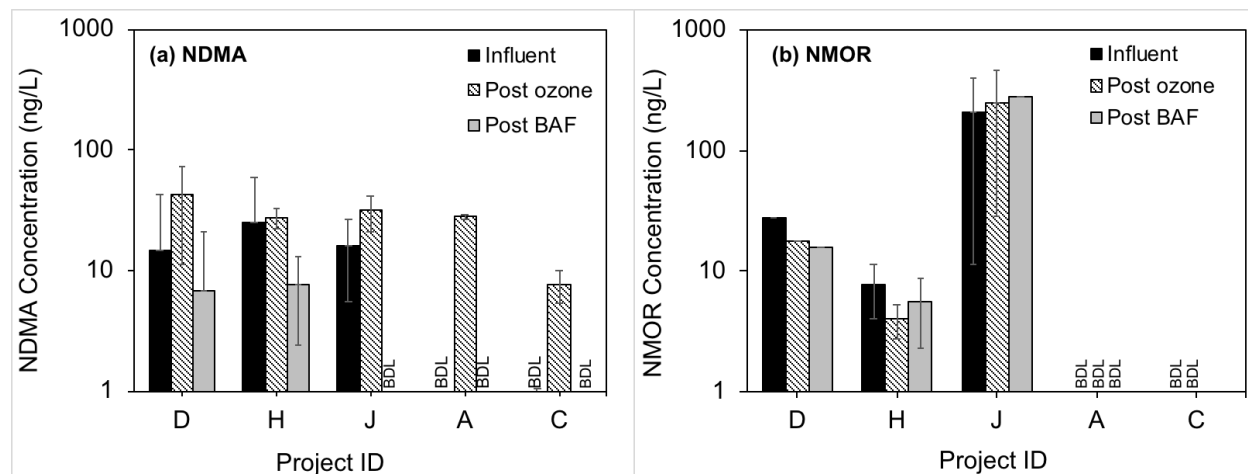 (a) NDMA
Influent
Post ozone
Post BAF
NDMA Concentration (ng/L)
1000
100
10
1
BDL
BDL
BDL
BDL
BDL
D H J A C
Project ID
(b) NMOR
Influent
Post ozone
Post BAF
NMOR Concentration (ng/L)
1000
100
10
1
BDL
BDL
BDL
BDL
BDL
D H J A C
Project ID